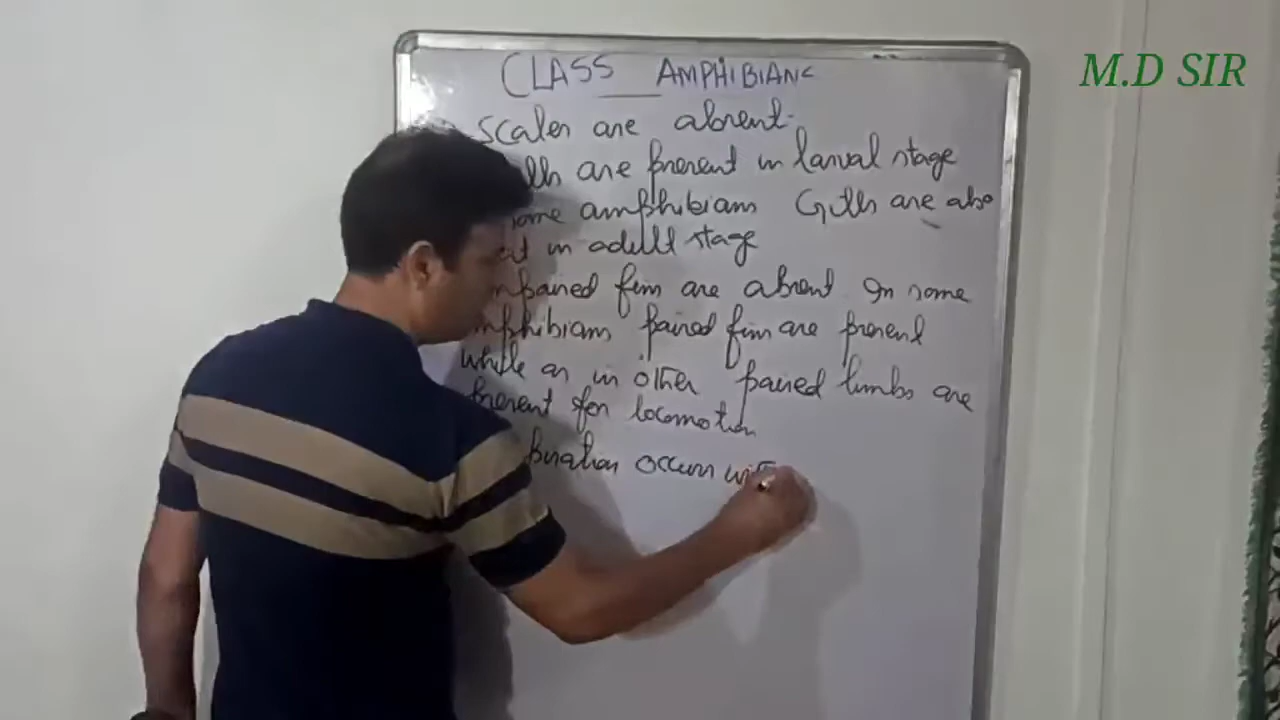 CLASS AMPHIBIANS
M.D SIR
Scales are absent.
are present in larval stage
some amphibians Gills are also
in adult stage
unpaired fins are absent In some
amphibians paired fins are present
while as in other paired limbs are
present for locomotion
occurs